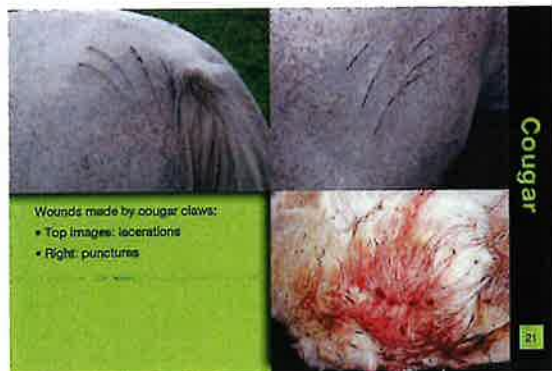 Cougar
Wounds made by cougar claws:
• Top images: lacerations
• Right: punctures
21